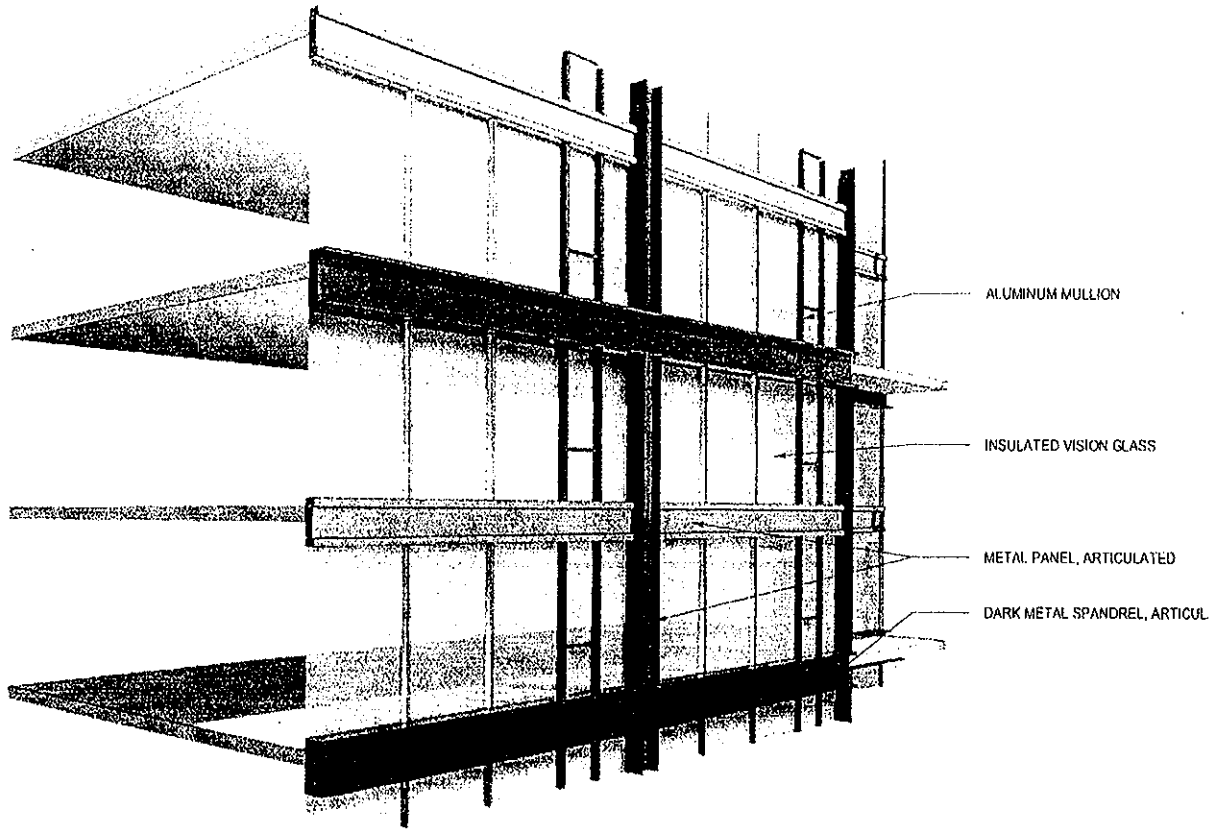 ALUMINUM MULLION
INSULATED VISION GLASS
METAL PANEL, ARTICULATED
DARK METAL SPANDREL, ARTICUL